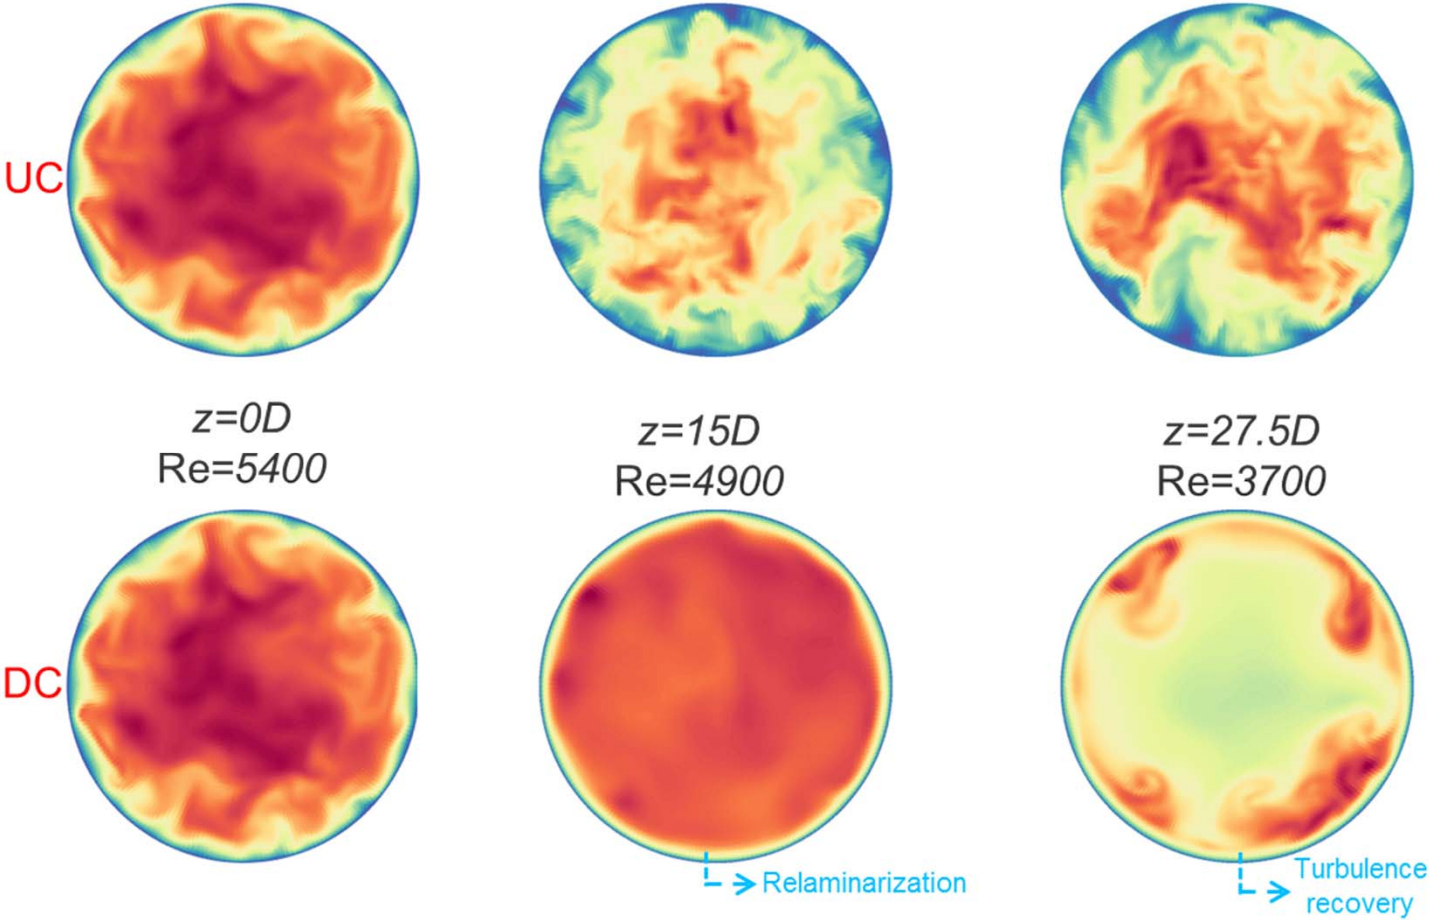 UC
z=0D
Re=5400
z=15D
Re=4900
z=27.5D
Re=3700
DC
Relaminarization
Turbulence
recovery